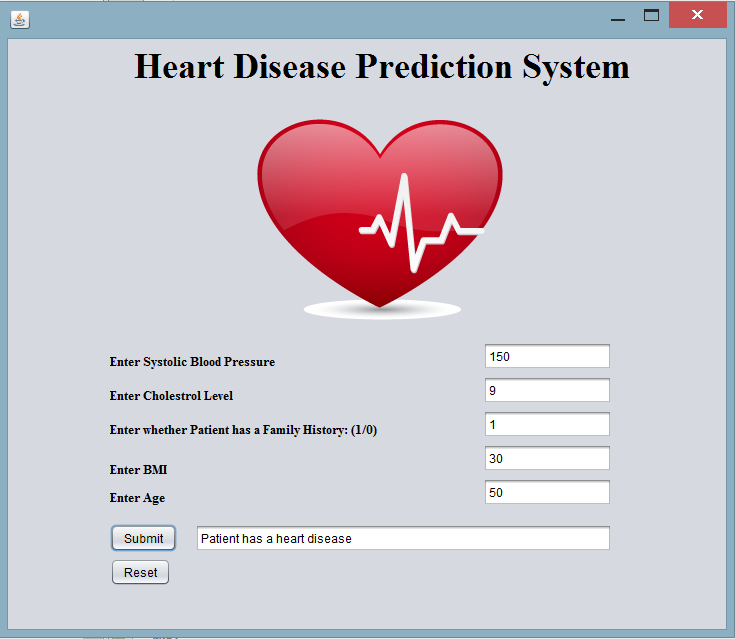 Heart Disease Prediction System
Enter Systolic Blood Pressure 150
Enter Cholestrol Level 9
Enter whether Patient has a Family History: (1/0) 1
Enter BMI 30
Enter Age 50
Submit Patient has a heart disease
Reset